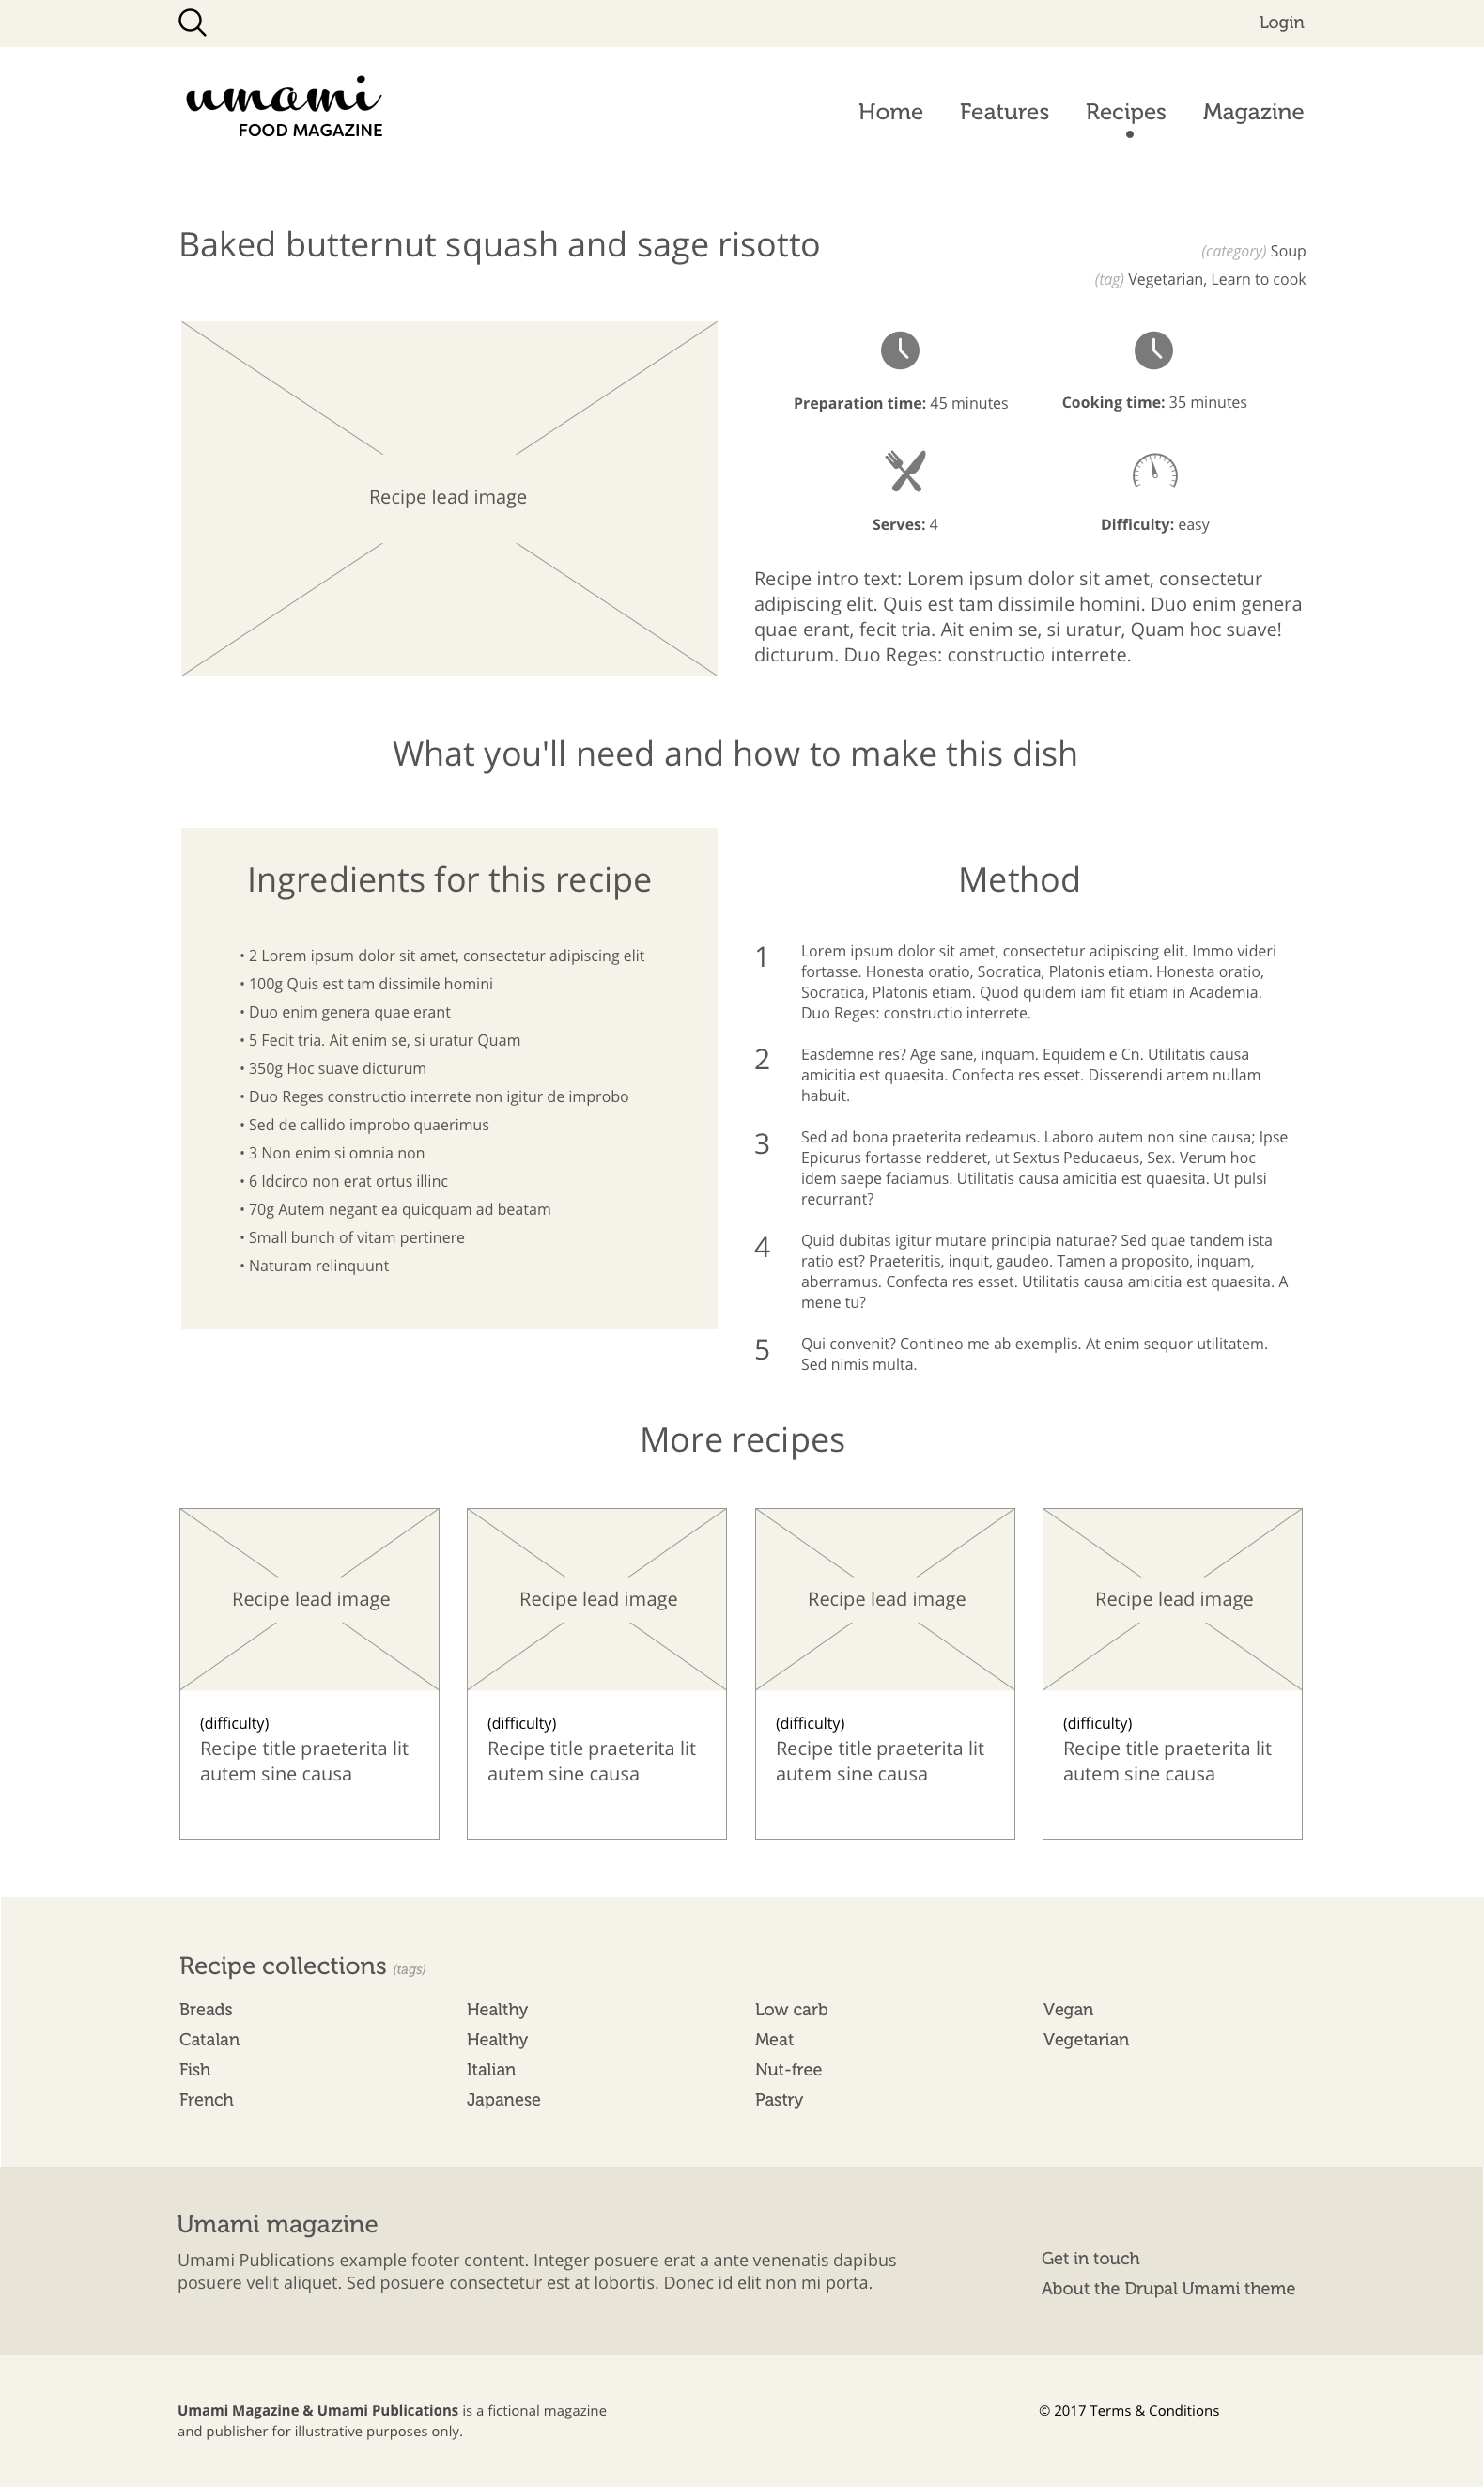 Login
umami
FOOD MAGAZINE
Home Features Recipes Magazine
Baked butternut squash and sage risotto
(category) Soup
(tag) Vegetarian, Learn to cook
Recipe lead image
Preparation time: 45 minutes
Cooking time: 35 minutes
Serves: 4
Difficulty: easy
Recipe intro text: Lorem ipsum dolor sit amet, consectetur
adipiscing elit. Quis est tam dissimile homini. Duo enim genera
quae erant, fecit tria. Ait enim se, si uratur, Quam hoc suave!
dicturum. Duo Reges: constructio interrete.
What you'll need and how to make this dish
Ingredients for this recipe
• 2 Lorem ipsum dolor sit amet, consectetur adipiscing elit
• 100g Quis est tam dissimile homini
• Duo enim genera quae erant
• 5 Fecit tria. Ait enim se, si uratur Quam
• 350g Hoc suave dicturum
• Duo Reges constructio interrete non igitur de improbo
• Sed de callido improbo quaerimus
• 3 Non enim si omnia non
• 6 Idcirco non erat ortus illinc
• 70g Autem negant ea quicquam ad beatam
• Small bunch of vitam pertinere
• Naturam relinquunt
Method
1 Lorem ipsum dolor sit amet, consectetur adipiscing elit. Immo videri
fortasse. Honesta oratio, Socratica, Platonis etiam. Honesta oratio,
Socratica, Platonis etiam. Quod quidem iam fit etiam in Academia.
Duo Reges: constructio interrete.
2 Easdemne res? Age sane, inquam. Equidem e Cn. Utilitatis causa
amicitia est quaesita. Confecta res esset. Disserendi artem nullam
habuit.
3 Sed ad bona praeterita redeamus. Laboro autem non sine causa; Ipse
Epicurus fortasse redderet, ut Sextus Peducaeus, Sex. Verum hoc
idem saepe faciamus. Utilitatis causa amicitia est quaesita. Ut pulsi
recurrant?
4 Quid dubitas igitur mutare principia naturae? Sed quae tandem ista
ratio est? Praeteritis, inquit, gaudeo. Tamen a proposito, inquam,
aberramus. Confecta res esset. Utilitatis causa amicitia est quaesita. A
mene tu?
5 Qui convenit? Contineo me ab exemplis. At enim sequor utilitatem.
Sed nimis multa.
More recipes
Recipe lead image
(difficulty)
Recipe title praeterita lit
autem sine causa
Recipe lead image
(difficulty)
Recipe title praeterita lit
autem sine causa
Recipe lead image
(difficulty)
Recipe title praeterita lit
autem sine causa
Recipe lead image
(difficulty)
Recipe title praeterita lit
autem sine causa
Recipe collections (tags)
Breads
Catalan
Fish
French
Healthy
Healthy
Italian
Japanese
Low carb
Meat
Nut-free
Pastry
Vegan
Vegetarian
Umami magazine
Umami Publications example footer content. Integer posuere erat a ante venenatis dapibus
posuere velit aliquet. Sed posuere consectetur est at lobortis. Donec id elit non mi porta.
Get in touch
About the Drupal Umami theme
Umami Magazine & Umami Publications is a fictional magazine
and publisher for illustrative purposes only.
© 2017 Terms & Conditions